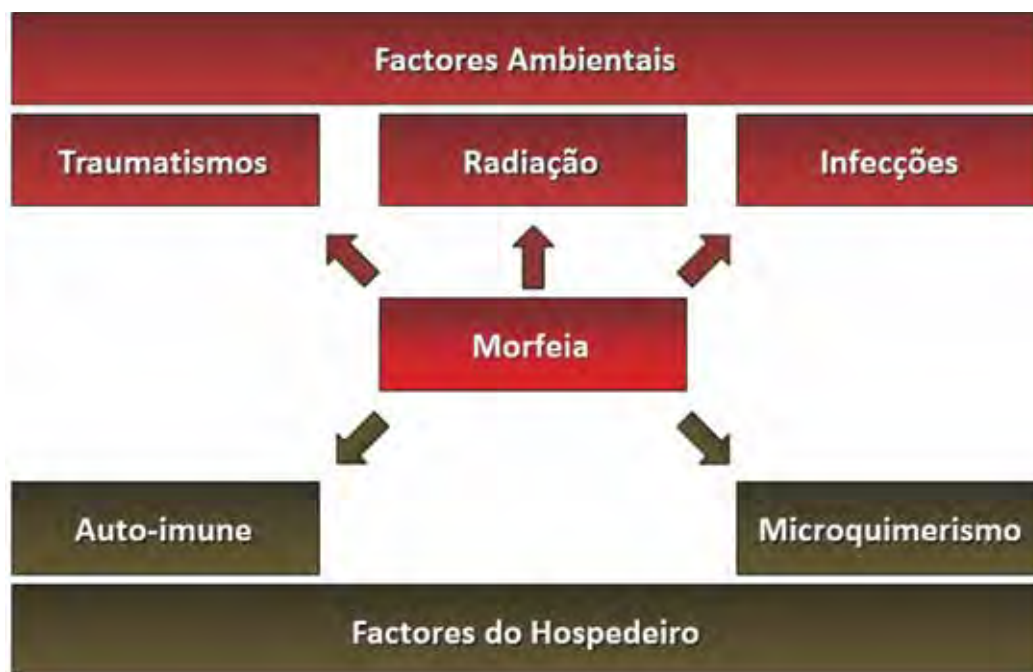 Factores Ambientais
Traumatismos
Radiação
Infecções
Morfeia
Auto-imune
Microquimerismo
Factores do Hospedeiro